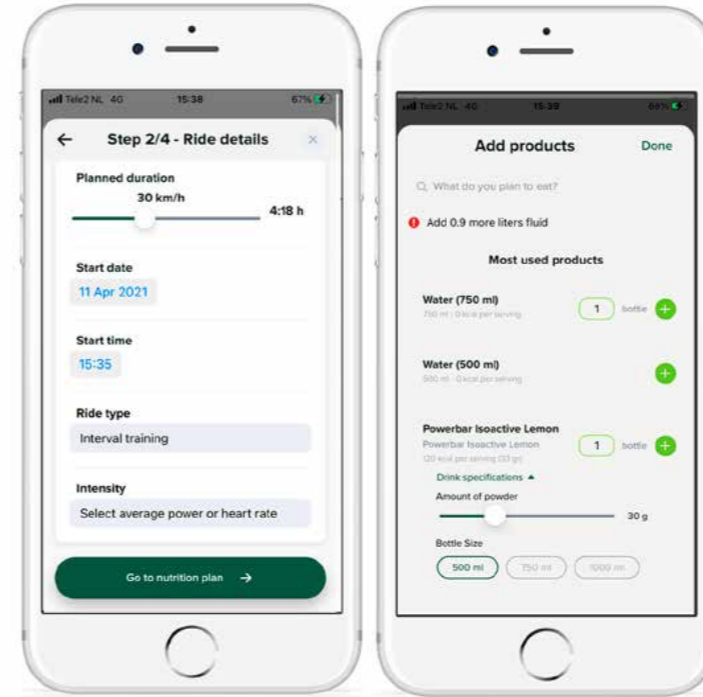 Tele2 NL 4G 15:38 67%
Step 2/4 - Ride details
Planned duration
30 km/h
4:18 h
Start date
11 Apr 2021
Start time
15:35
Ride type
Interval training
Intensity
Select average power or heart rate
Go to nutrition plan
Tele2 NL 4G 15:39 66%
Add products Done
What do you plan to eat?
Add 0.9 more liters fluid
Most used products
Water (750 ml)
750 ml - 0 kcal per serving
1 bottle
Water (500 ml)
500 ml - 0 kcal per serving
Powerbar Isoactive Lemon
Powerbar Isoactive Lemon
120 kcal per serving (33 gr)
1 bottle
Drink specifications
Amount of powder
30 g
Bottle Size
500 ml 750 ml 1000 ml